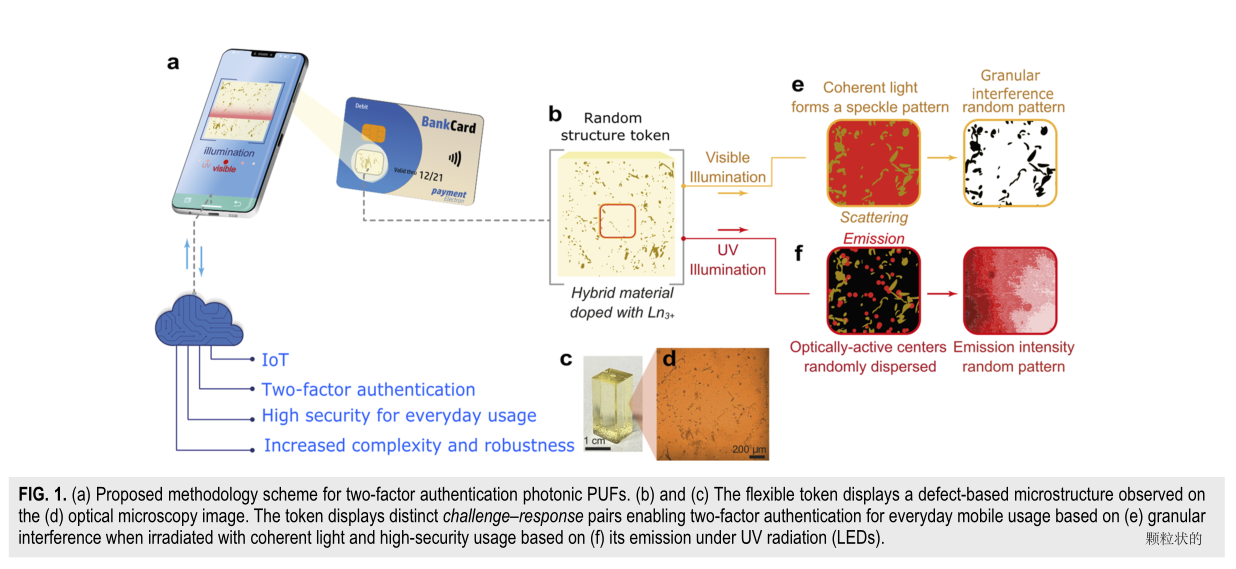 a
illumination
visible
Debit
BankCard
Valid thru 12/21
payment
Electron
IoT
Two-factor authentication
High security for everyday usage
Increased complexity and robustness
b
Random
structure token
Hybrid material
doped with Ln3+
Visible
Illumination
UV
Illumination
e
Coherent light
forms a speckle pattern
Granular
interference
random pattern
Scattering
Emission
f
Optically-active centers
randomly dispersed
Emission intensity
random pattern
c
1 cm
d
200 μm
FIG. 1. (a) Proposed methodology scheme for two-factor authentication photonic PUFs. (b) and (c) The flexible token displays a defect-based microstructure observed on
the (d) optical microscopy image. The token displays distinct challenge–response pairs enabling two-factor authentication for everyday mobile usage based on (e) granular
interference when irradiated with coherent light and high-security usage based on (f) its emission under UV radiation (LEDs).
颗粒状的